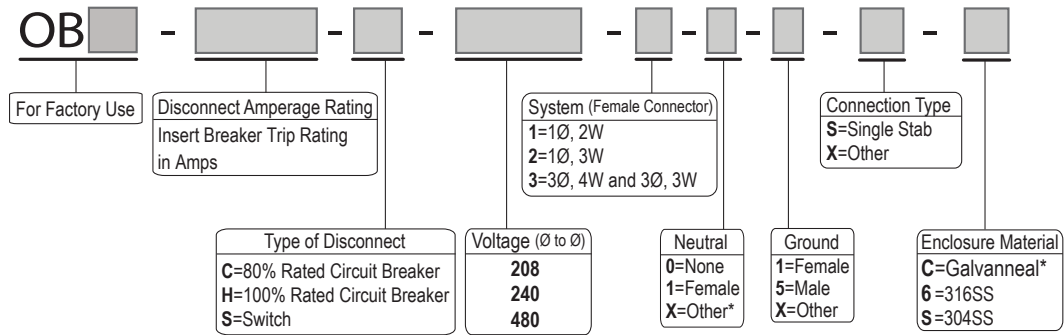 OB - - - - - - - -
For Factory Use
Disconnect Amperage Rating
Insert Breaker Trip Rating
in Amps
System (Female Connector)
1=1Ø, 2W
2=1Ø, 3W
3=3Ø, 4W and 3Ø, 3W
Connection Type
S=Single Stab
X=Other
Type of Disconnect
C=80% Rated Circuit Breaker
H=100% Rated Circuit Breaker
S=Switch
Voltage (Ø to Ø)
208
240
480
Neutral
0=None
1=Female
X=Other*
Ground
1=Female
5=Male
X=Other
Enclosure Material
C=Galvanneal*
6 =316SS
S=304SS